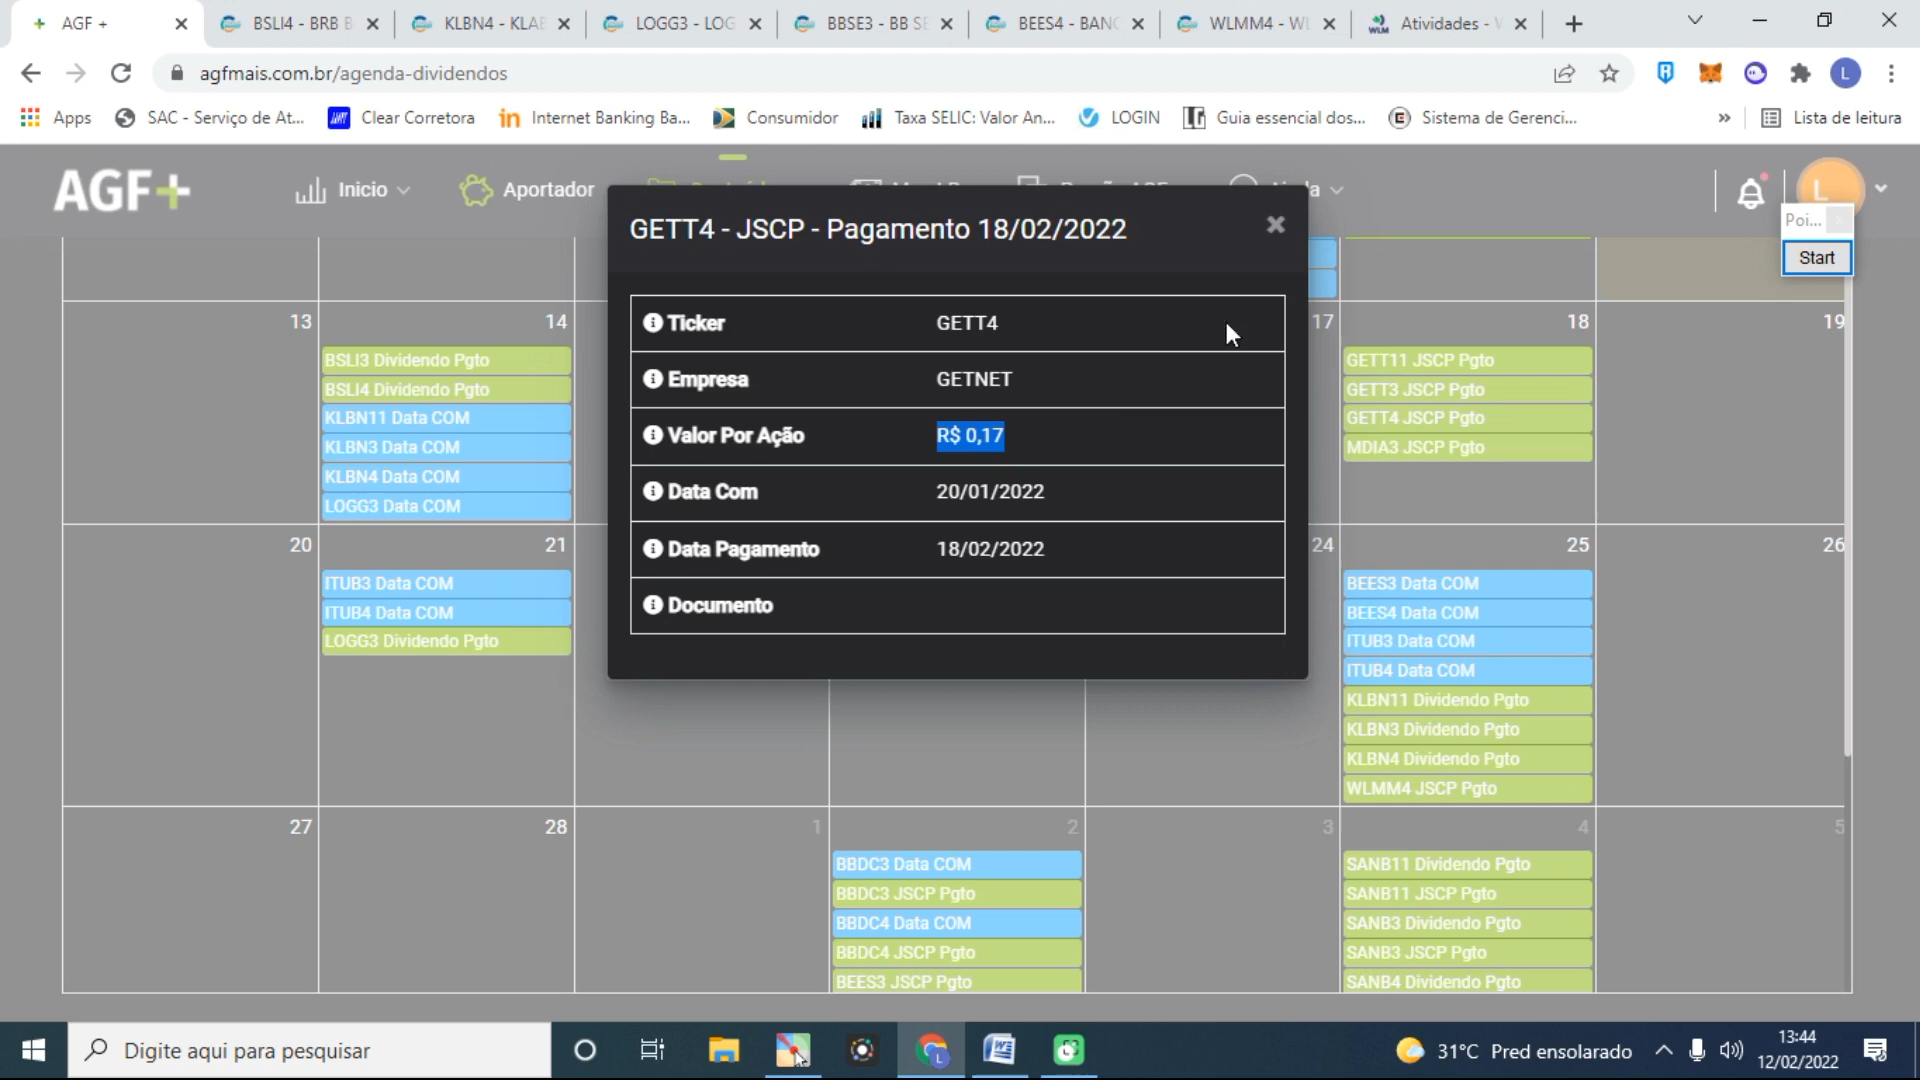 AGF +
BSLI4 - BRB B
KLBN4 - KLAB
LOGG3 - LOG
BBSE3 - BB SE
BEES4 - BANC
WLMM4 - WL
WLM
Atividades - W
agfmais.com.br/agenda-dividendos
L
Apps
SAC - Serviço de At...
Clear Corretora
in
Internet Banking Ba...
Consumidor
Taxa SELIC: Valor An...
LOGIN
Guia essencial dos...
Sistema de Gerenci...
»
Lista de leitura
AGF+
Inicio
Aportador
L
Poi...
Start
GETT4 - JSCP - Pagamento 18/02/2022
Ticker GETT4
Empresa GETNET
Valor Por Ação R$ 0,17
Data Com 20/01/2022
Data Pagamento 18/02/2022
Documento
13 14 17 18 19
BSLI3 Dividendo Pgto
BSLI4 Dividendo Pgto
KLBN11 Data COM
KLBN3 Data COM
KLBN4 Data COM
LOGG3 Data COM
GETT11 JSCP Pgto
GETT3 JSCP Pgto
GETT4 JSCP Pgto
MDIA3 JSCP Pgto
20 21 24 25 26
ITUB3 Data COM
ITUB4 Data COM
LOGG3 Dividendo Pgto
BEES3 Data COM
BEES4 Data COM
ITUB3 Data COM
ITUB4 Data COM
KLBN11 Dividendo Pgto
KLBN3 Dividendo Pgto
KLBN4 Dividendo Pgto
WLMM4 JSCP Pgto
27 28 1 2 3 4 5
BBDC3 Data COM
BBDC3 JSCP Pgto
BBDC4 Data COM
BBDC4 JSCP Pgto
BEES3 JSCP Pgto
SANB11 Dividendo Pgto
SANB11 JSCP Pgto
SANB3 Dividendo Pgto
SANB3 JSCP Pgto
SANB4 Dividendo Pgto
Digite aqui para pesquisar
31°C Pred ensolarado
13:44
12/02/2022